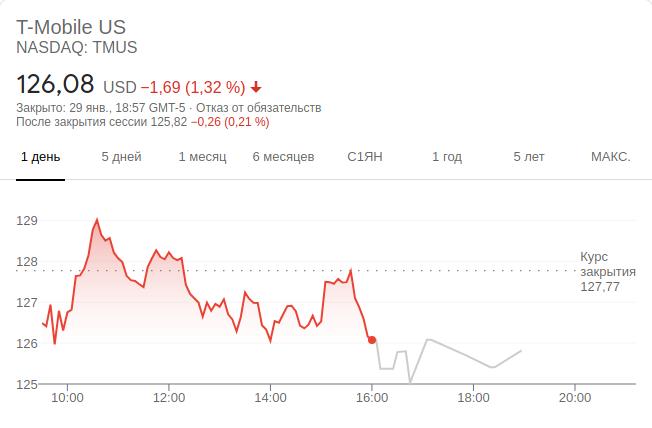 T-Mobile US
NASDAQ: TMUS
126,08 USD −1,69 (1,32 %)
Закрыто: 29 янв., 18:57 GMT-5 · Отказ от обязательств
После закрытия сессии 125,82 −0,26 (0,21 %)
1 день 5 дней 1 месяц 6 месяцев С1ЯН 1 год 5 лет МАКС.
129
128
127
126
125
Курс
закрытия
127,77
10:00 12:00 14:00 16:00 18:00 20:00